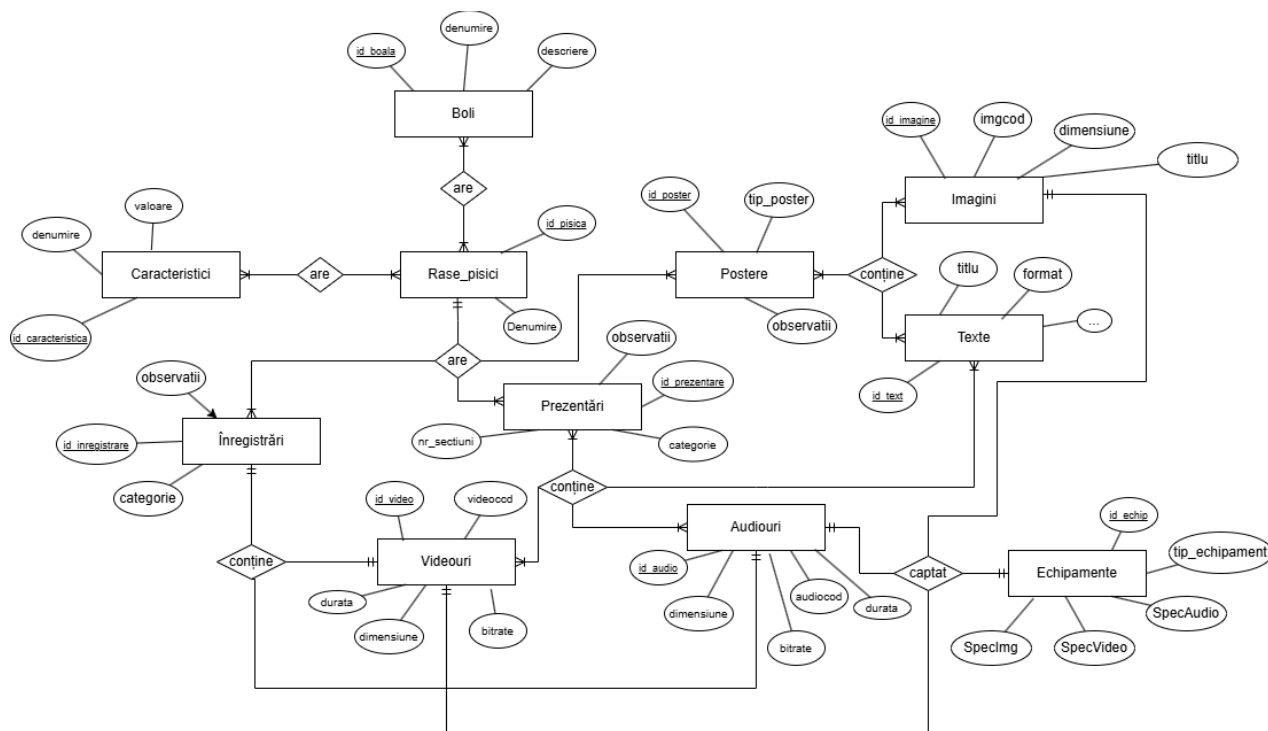 denumire
id_boala
descriere
Boli
are
id_imagine
imgcod
dimensiune
titlu
Imagini
valoare
denumire
Caracteristici
id_caracteristica
are
id_pisica
Rase_pisici
Denumire
id_poster
tip_poster
Postere
observatii
conține
titlu
format
...
Texte
id_text
are
observatii
id_prezentare
Prezentări
nr_sectiuni
categorie
observatii
id_inregistrare
Înregistrări
categorie
conține
id_video
videoccd
Videouri
durata
dimensiune
bitrate
conține
Audiouri
id_audio
dimensiune
bitrate
audiocod
durata
captat
id_echip
tip_echipament
Echipamente
SpecAudio
SpecImg
SpecVideo